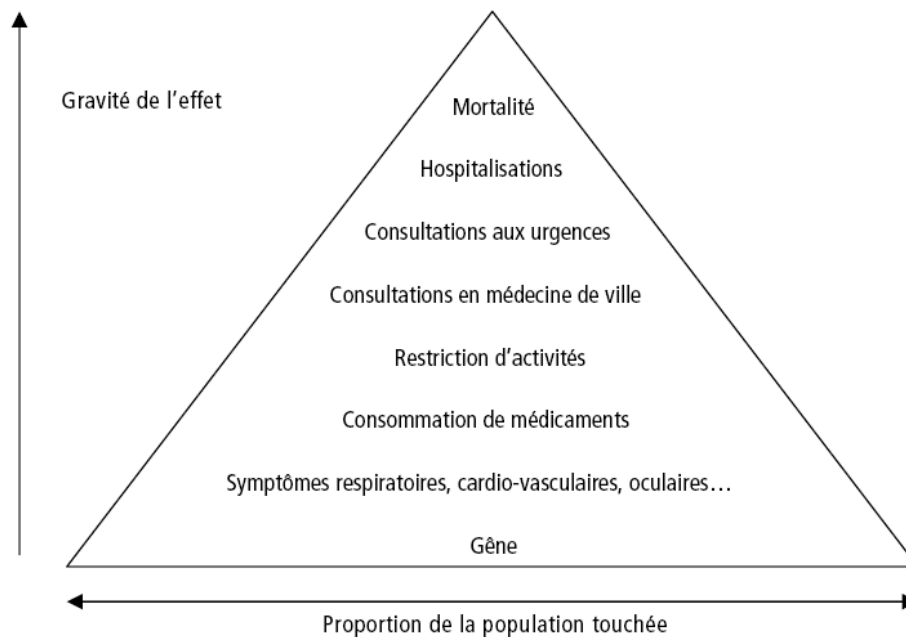 Gravité de l'effet
Mortalité
Hospitalisations
Consultations aux urgences
Consultations en médecine de ville
Restriction d'activités
Consommation de médicaments
Symptômes respiratoires, cardio-vasculaires, oculaires…
Gêne
Proportion de la population touchée